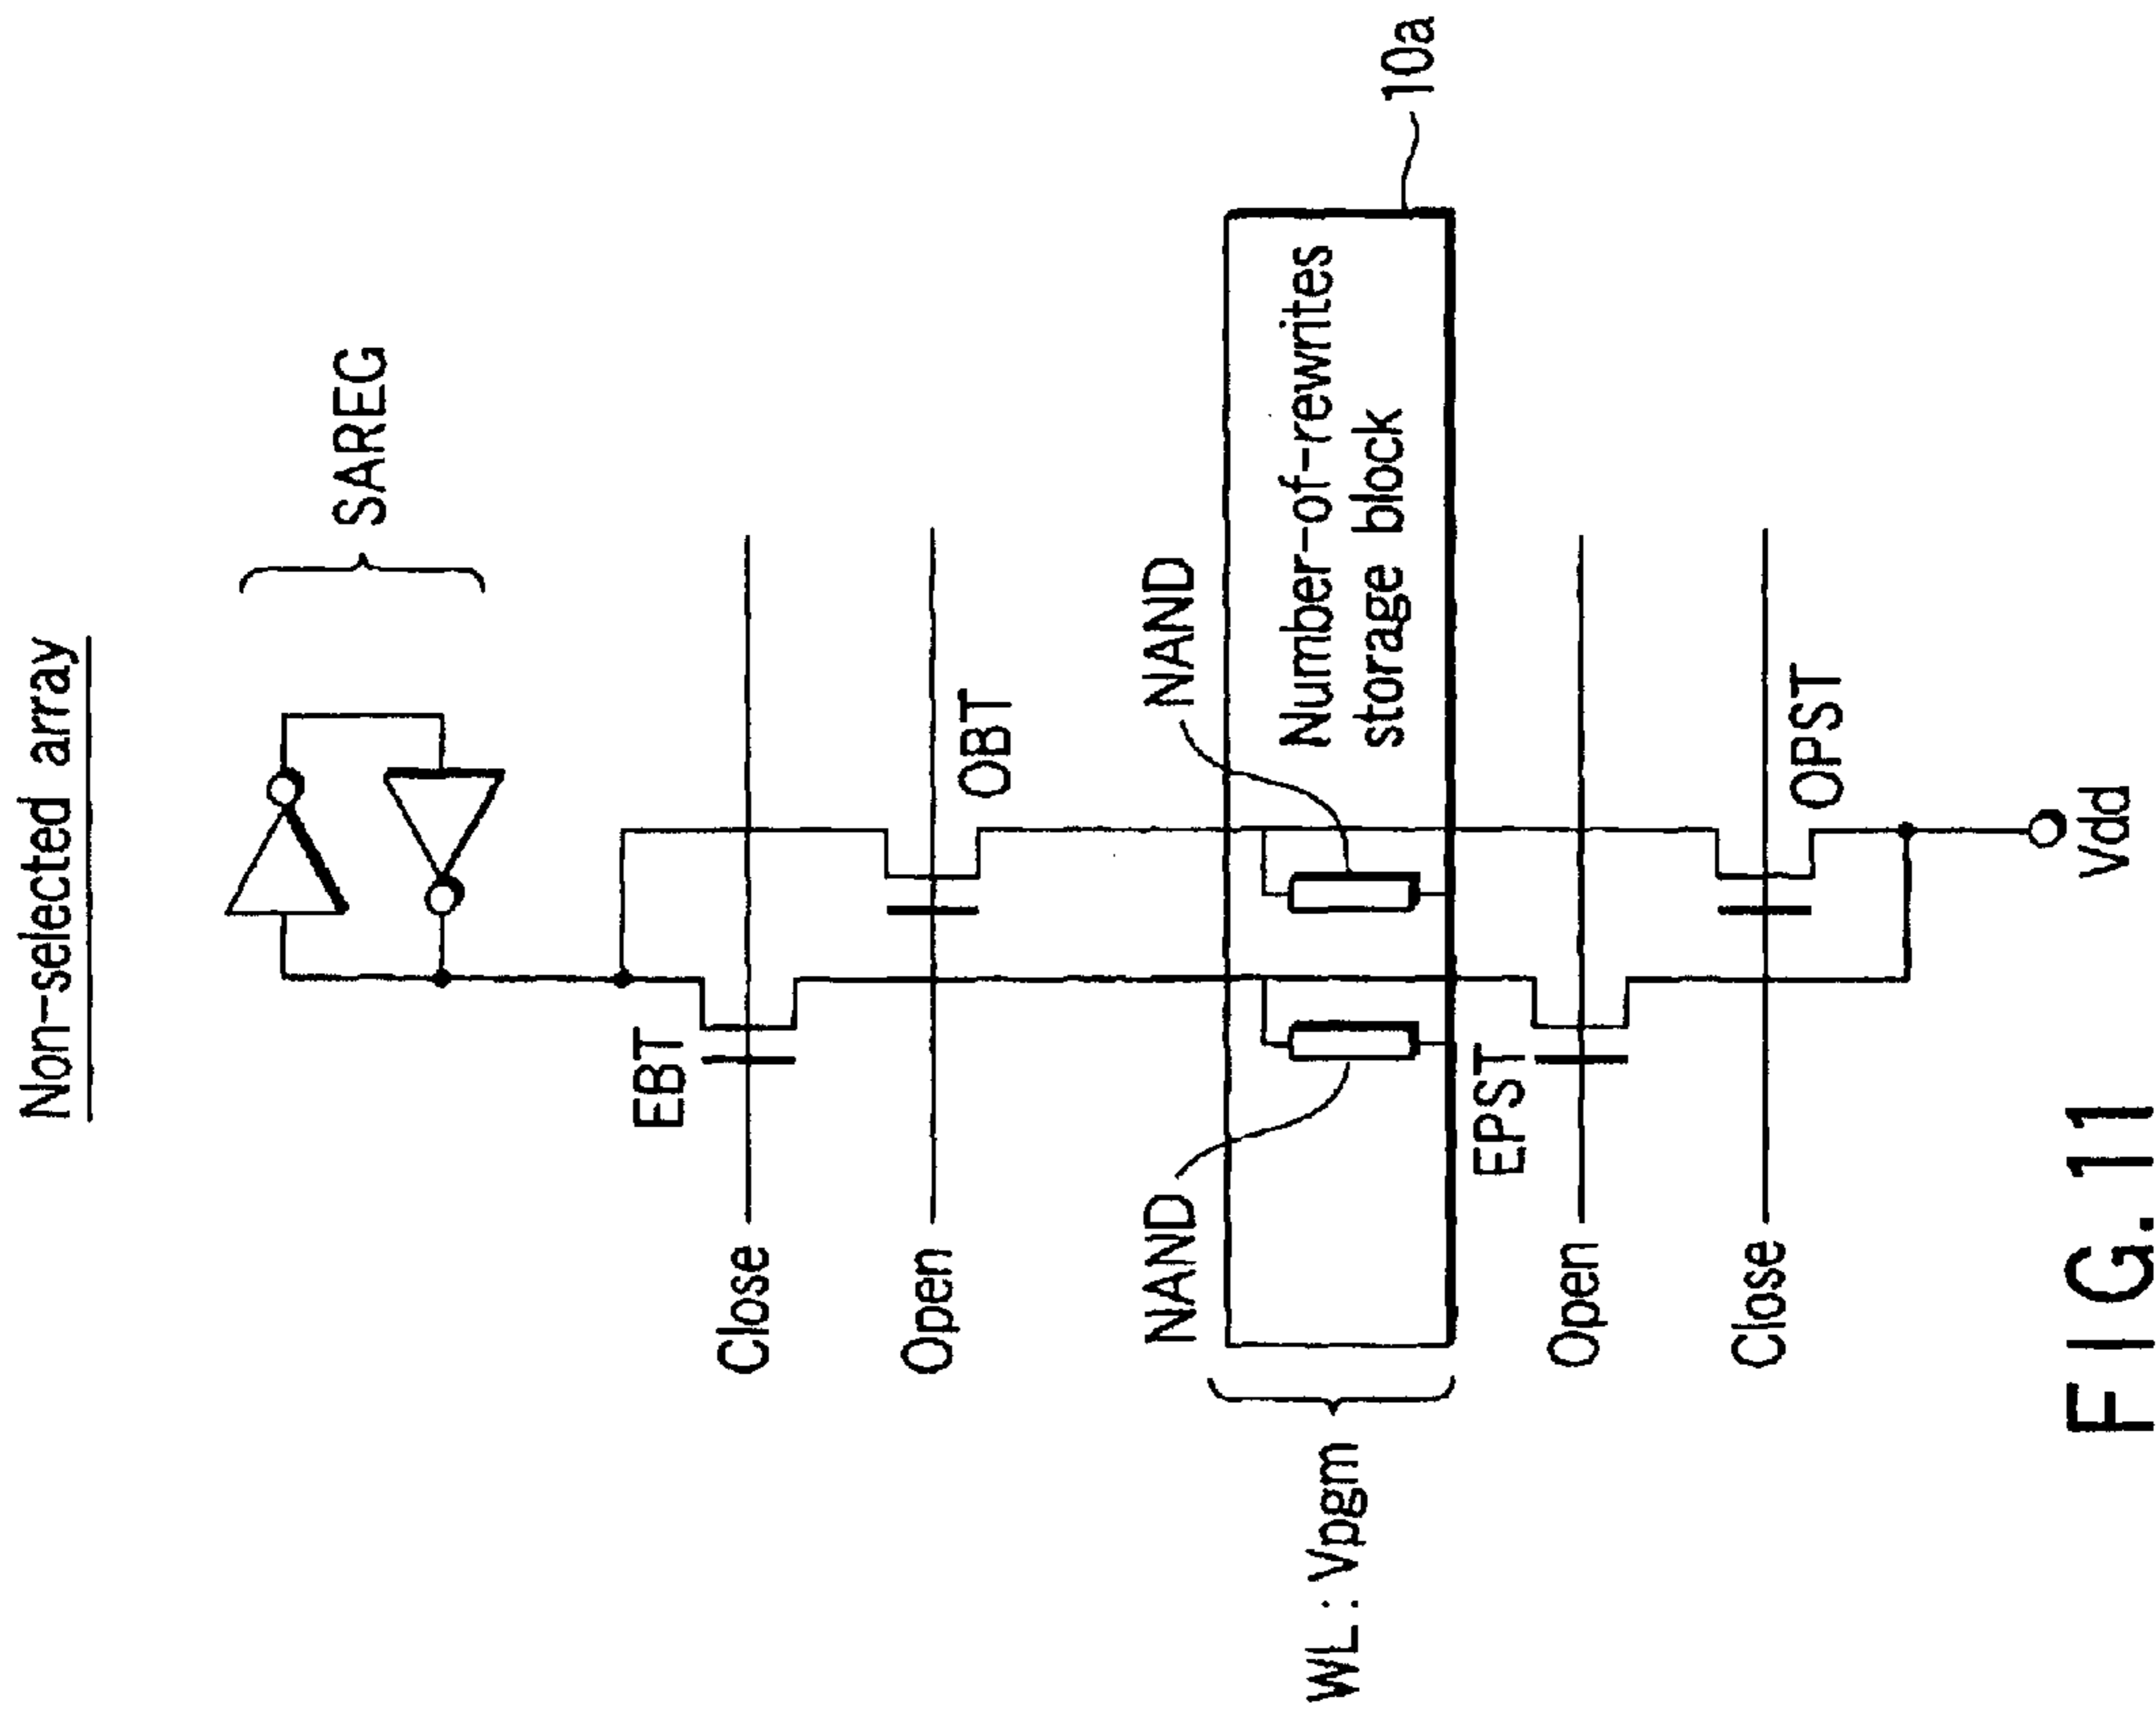 Non-selected array
SAREG
EBT
Close
OBT
Open
NAND
NAND
Number-of-rewrites
storage block
10a
WL : Vpgm
EPST
Open
OPST
Close
Vdd
FIG. 11